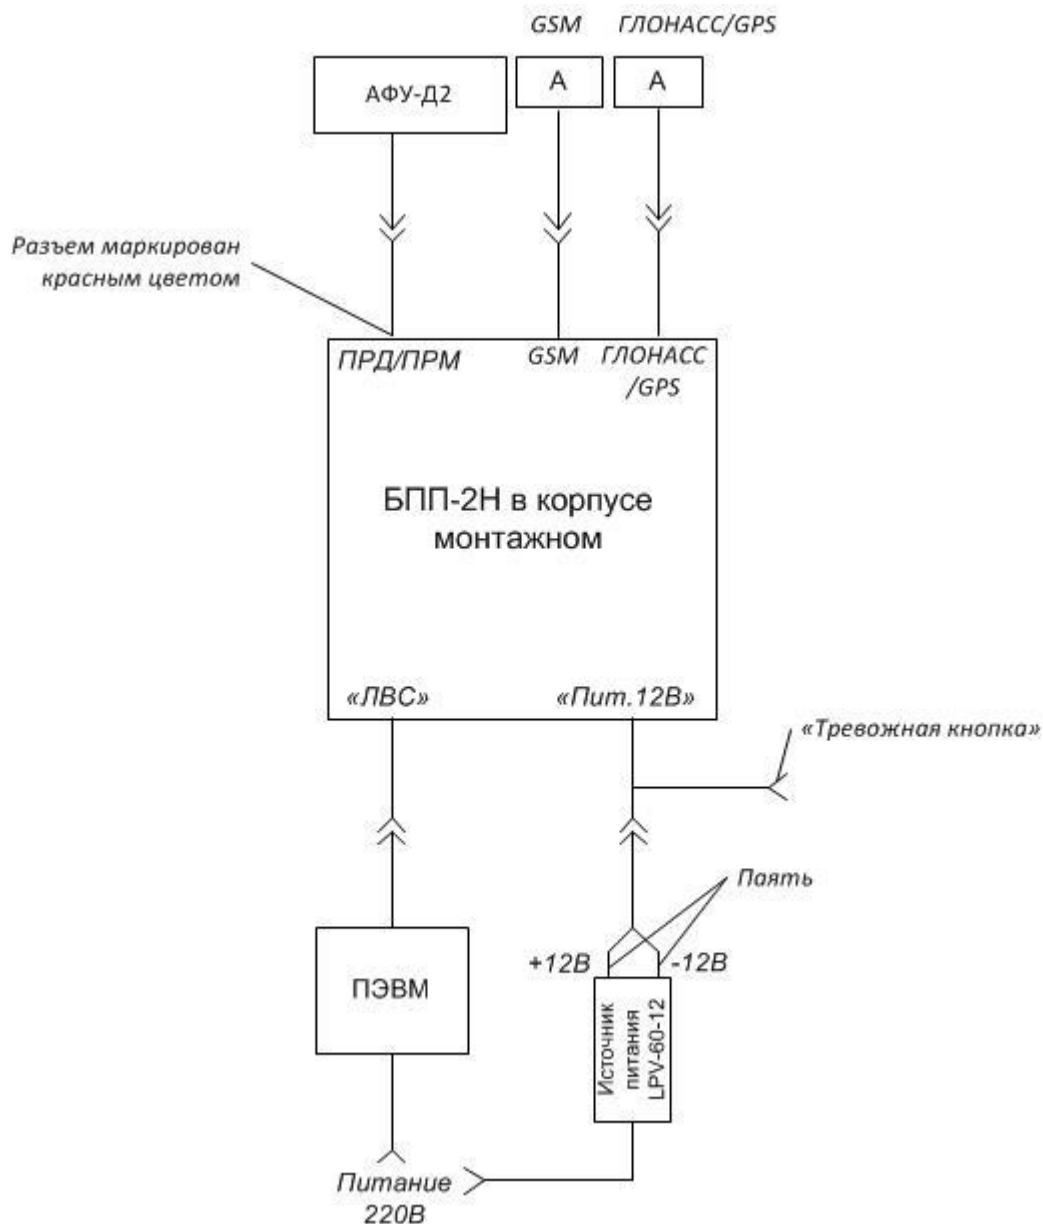 GSM
ГЛОНАСС/GPS
АФУ-Д2
А
А
Разъем маркирован
красным цветом
ПРД/ПРМ
GSM
ГЛОНАСС
/GPS
БПП-2Н в корпусе
монтажном
«ЛВС»
«Пит.12В»
«Тревожная кнопка»
Паять
+12В
-12В
ПЭВМ
Источник
питания
LPV-60-12
Питание
220В